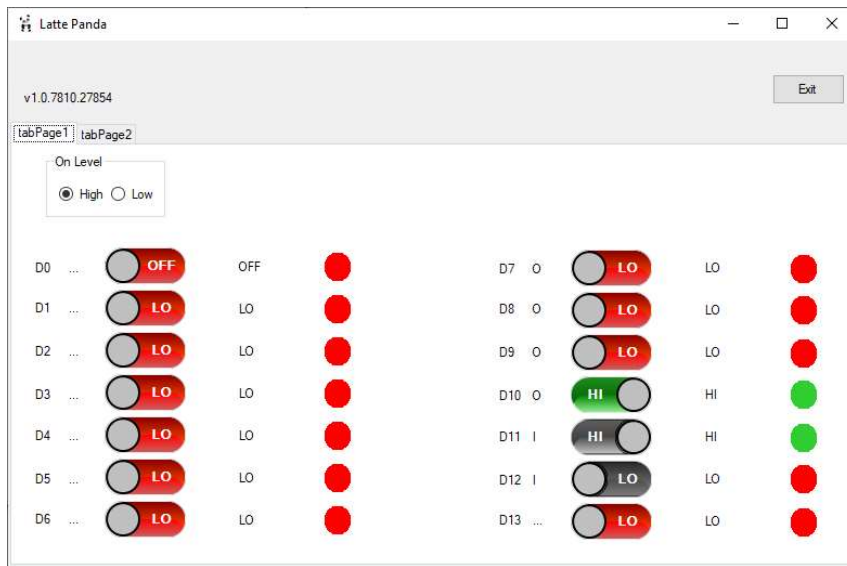 Latte Panda
v1.0.7810.27854
Exit
tabPage1 tabPage2
On Level
High Low
D0 ... OFF OFF
D1 ... LO LO
D2 ... LO LO
D3 ... LO LO
D4 ... LO LO
D5 ... LO LO
D6 ... LO LO
D7 O LO LO
D8 O LO LO
D9 O LO LO
D10 O HI HI
D11 I HI HI
D12 I LO LO
D13 ... LO LO